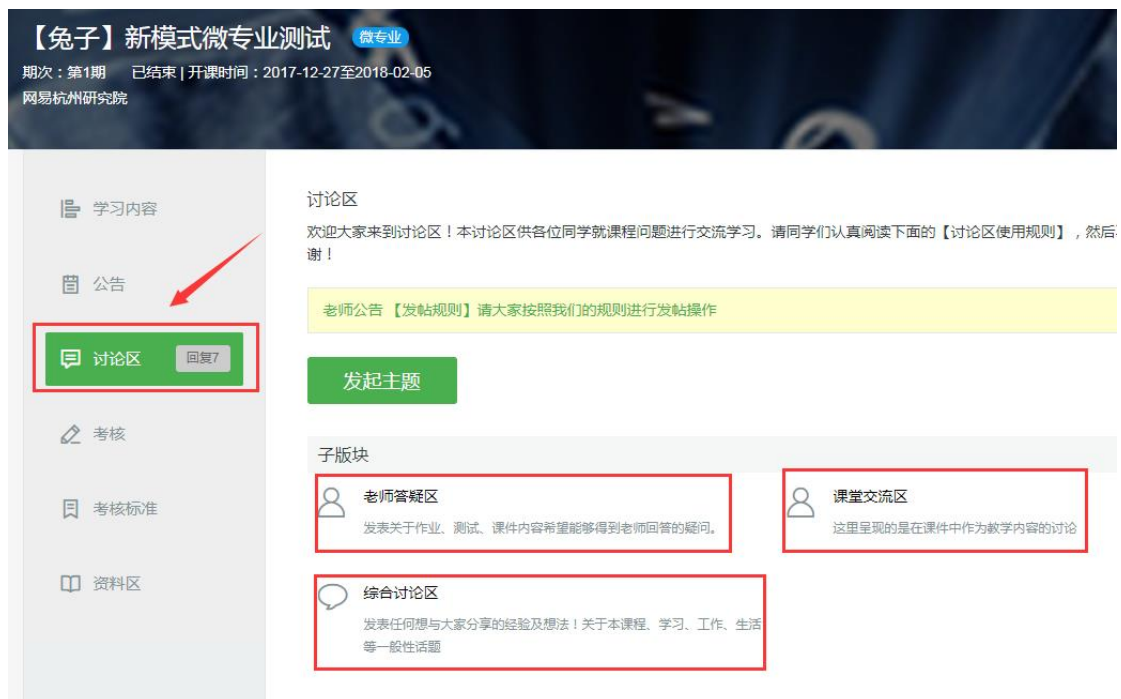 【兔子】新模式微专业测试 微专业
期次：第1期 已结束 | 开课时间：2017-12-27至2018-02-05
网易杭州研究院
学习内容
公告
讨论区 回复7
考核
考核标准
资料区
讨论区
欢迎大家来到讨论区！本讨论区供各位同学就课程问题进行交流学习。请同学们认真阅读下面的【讨论区使用规则】，然后
谢！
老师公告 【发帖规则】请大家按照我们的规则进行发帖操作
发起主题
子版块
老师答疑区
发表关于作业、测试、课件内容希望能够得到老师回答的疑问。
课堂交流区
这里呈现的是在课件中作为教学内容的讨论
综合讨论区
发表任何想与大家分享的经验及想法！关于本课程、学习、工作、生活
等一般性话题